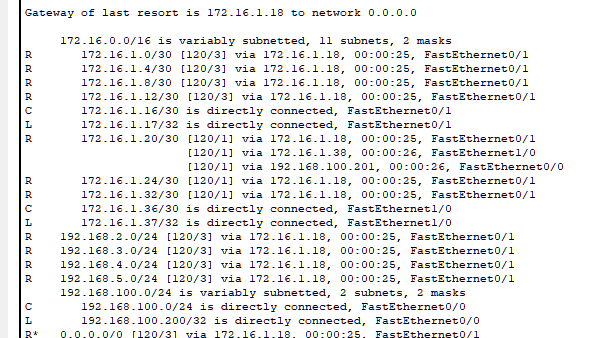 Gateway of last resort is 172.16.1.18 to network 0.0.0.0
172.16.0.0/16 is variably subnetted, 11 subnets, 2 masks
R 172.16.1.0/30 [120/3] via 172.16.1.18, 00:00:25, FastEthernet0/1
R 172.16.1.4/30 [120/3] via 172.16.1.18, 00:00:25, FastEthernet0/1
R 172.16.1.8/30 [120/3] via 172.16.1.18, 00:00:25, FastEthernet0/1
R 172.16.1.12/30 [120/3] via 172.16.1.18, 00:00:25, FastEthernet0/1
C 172.16.1.16/30 is directly connected, FastEthernet0/1
L 172.16.1.17/32 is directly connected, FastEthernet0/1
R 172.16.1.20/30 [120/1] via 172.16.1.18, 00:00:25, FastEthernet0/1
[120/1] via 172.16.1.38, 00:00:26, FastEthernet1/0
[120/1] via 192.168.100.201, 00:00:26, FastEthernet0/0
R 172.16.1.24/30 [120/1] via 172.16.1.18, 00:00:25, FastEthernet0/1
R 172.16.1.32/30 [120/1] via 172.16.1.18, 00:00:25, FastEthernet0/1
C 172.16.1.36/30 is directly connected, FastEthernet1/0
L 172.16.1.37/32 is directly connected, FastEthernet1/0
R 192.168.2.0/24 [120/3] via 172.16.1.18, 00:00:25, FastEthernet0/1
R 192.168.3.0/24 [120/3] via 172.16.1.18, 00:00:25, FastEthernet0/1
R 192.168.4.0/24 [120/3] via 172.16.1.18, 00:00:25, FastEthernet0/1
R 192.168.5.0/24 [120/3] via 172.16.1.18, 00:00:25, FastEthernet0/1
192.168.100.0/24 is variably subnetted, 2 subnets, 2 masks
C 192.168.100.0/24 is directly connected, FastEthernet0/0
L 192.168.100.200/32 is directly connected, FastEthernet0/0
R* 0.0.0.0/0 [120/3] via 172.16.1.18, 00:00:25, FastEthernet0/1